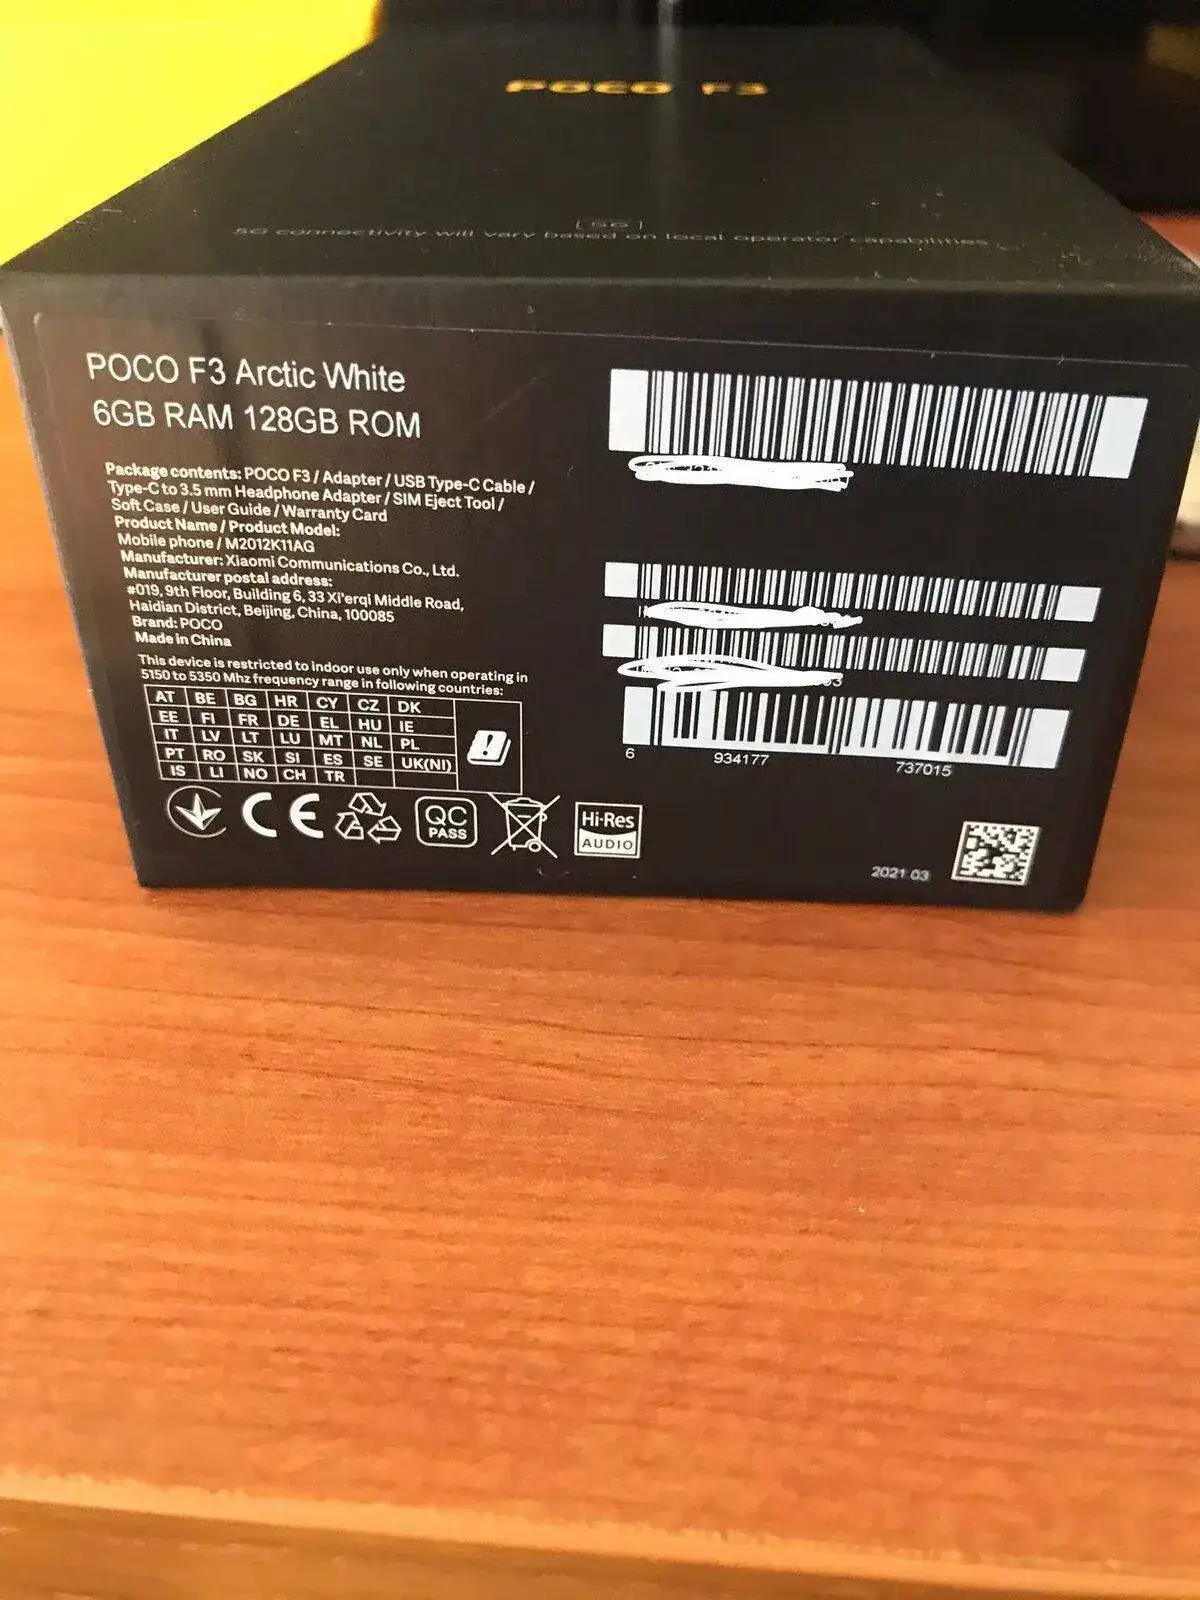 POCO F3
5G
5G connectivity will vary based on local operator capabilities
POCO F3 Arctic White
6GB RAM 128GB ROM
Package contents: POCO F3 / Adapter / USB Type-C Cable /
Type-C to 3.5 mm Headphone Adapter / SIM Eject Tool /
Soft Case / User Guide / Warranty Card
Product Name / Product Model:
Mobile phone / M2012K11AG
Manufacturer: Xiaomi Communications Co., Ltd.
Manufacturer postal address:
#019, 9th Floor, Building 6, 33 Xi'erqi Middle Road,
Haidian District, Beijing, China, 100085
Brand: POCO
Made in China
This device is restricted to indoor use only when operating in
5150 to 5350 Mhz frequency range in following countries:
AT BE BG HR CY CZ DK
EE FI FR DE EL HU IE
IT LV LT LU MT NL PL
PT RO SK SI ES SE UK(NI)
IS LI NO CH TR
CE
QC
PASS
Hi-Res
AUDIO
6 934177 737015
2021 03